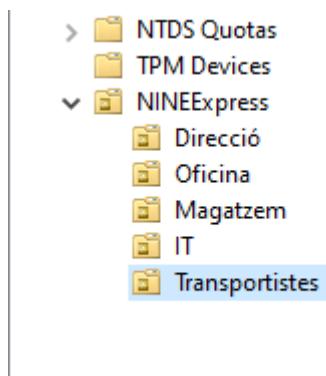 NTDS Quotas
TPM Devices
NINEExpress
Direcció
Oficina
Magatzem
IT
Transportistes